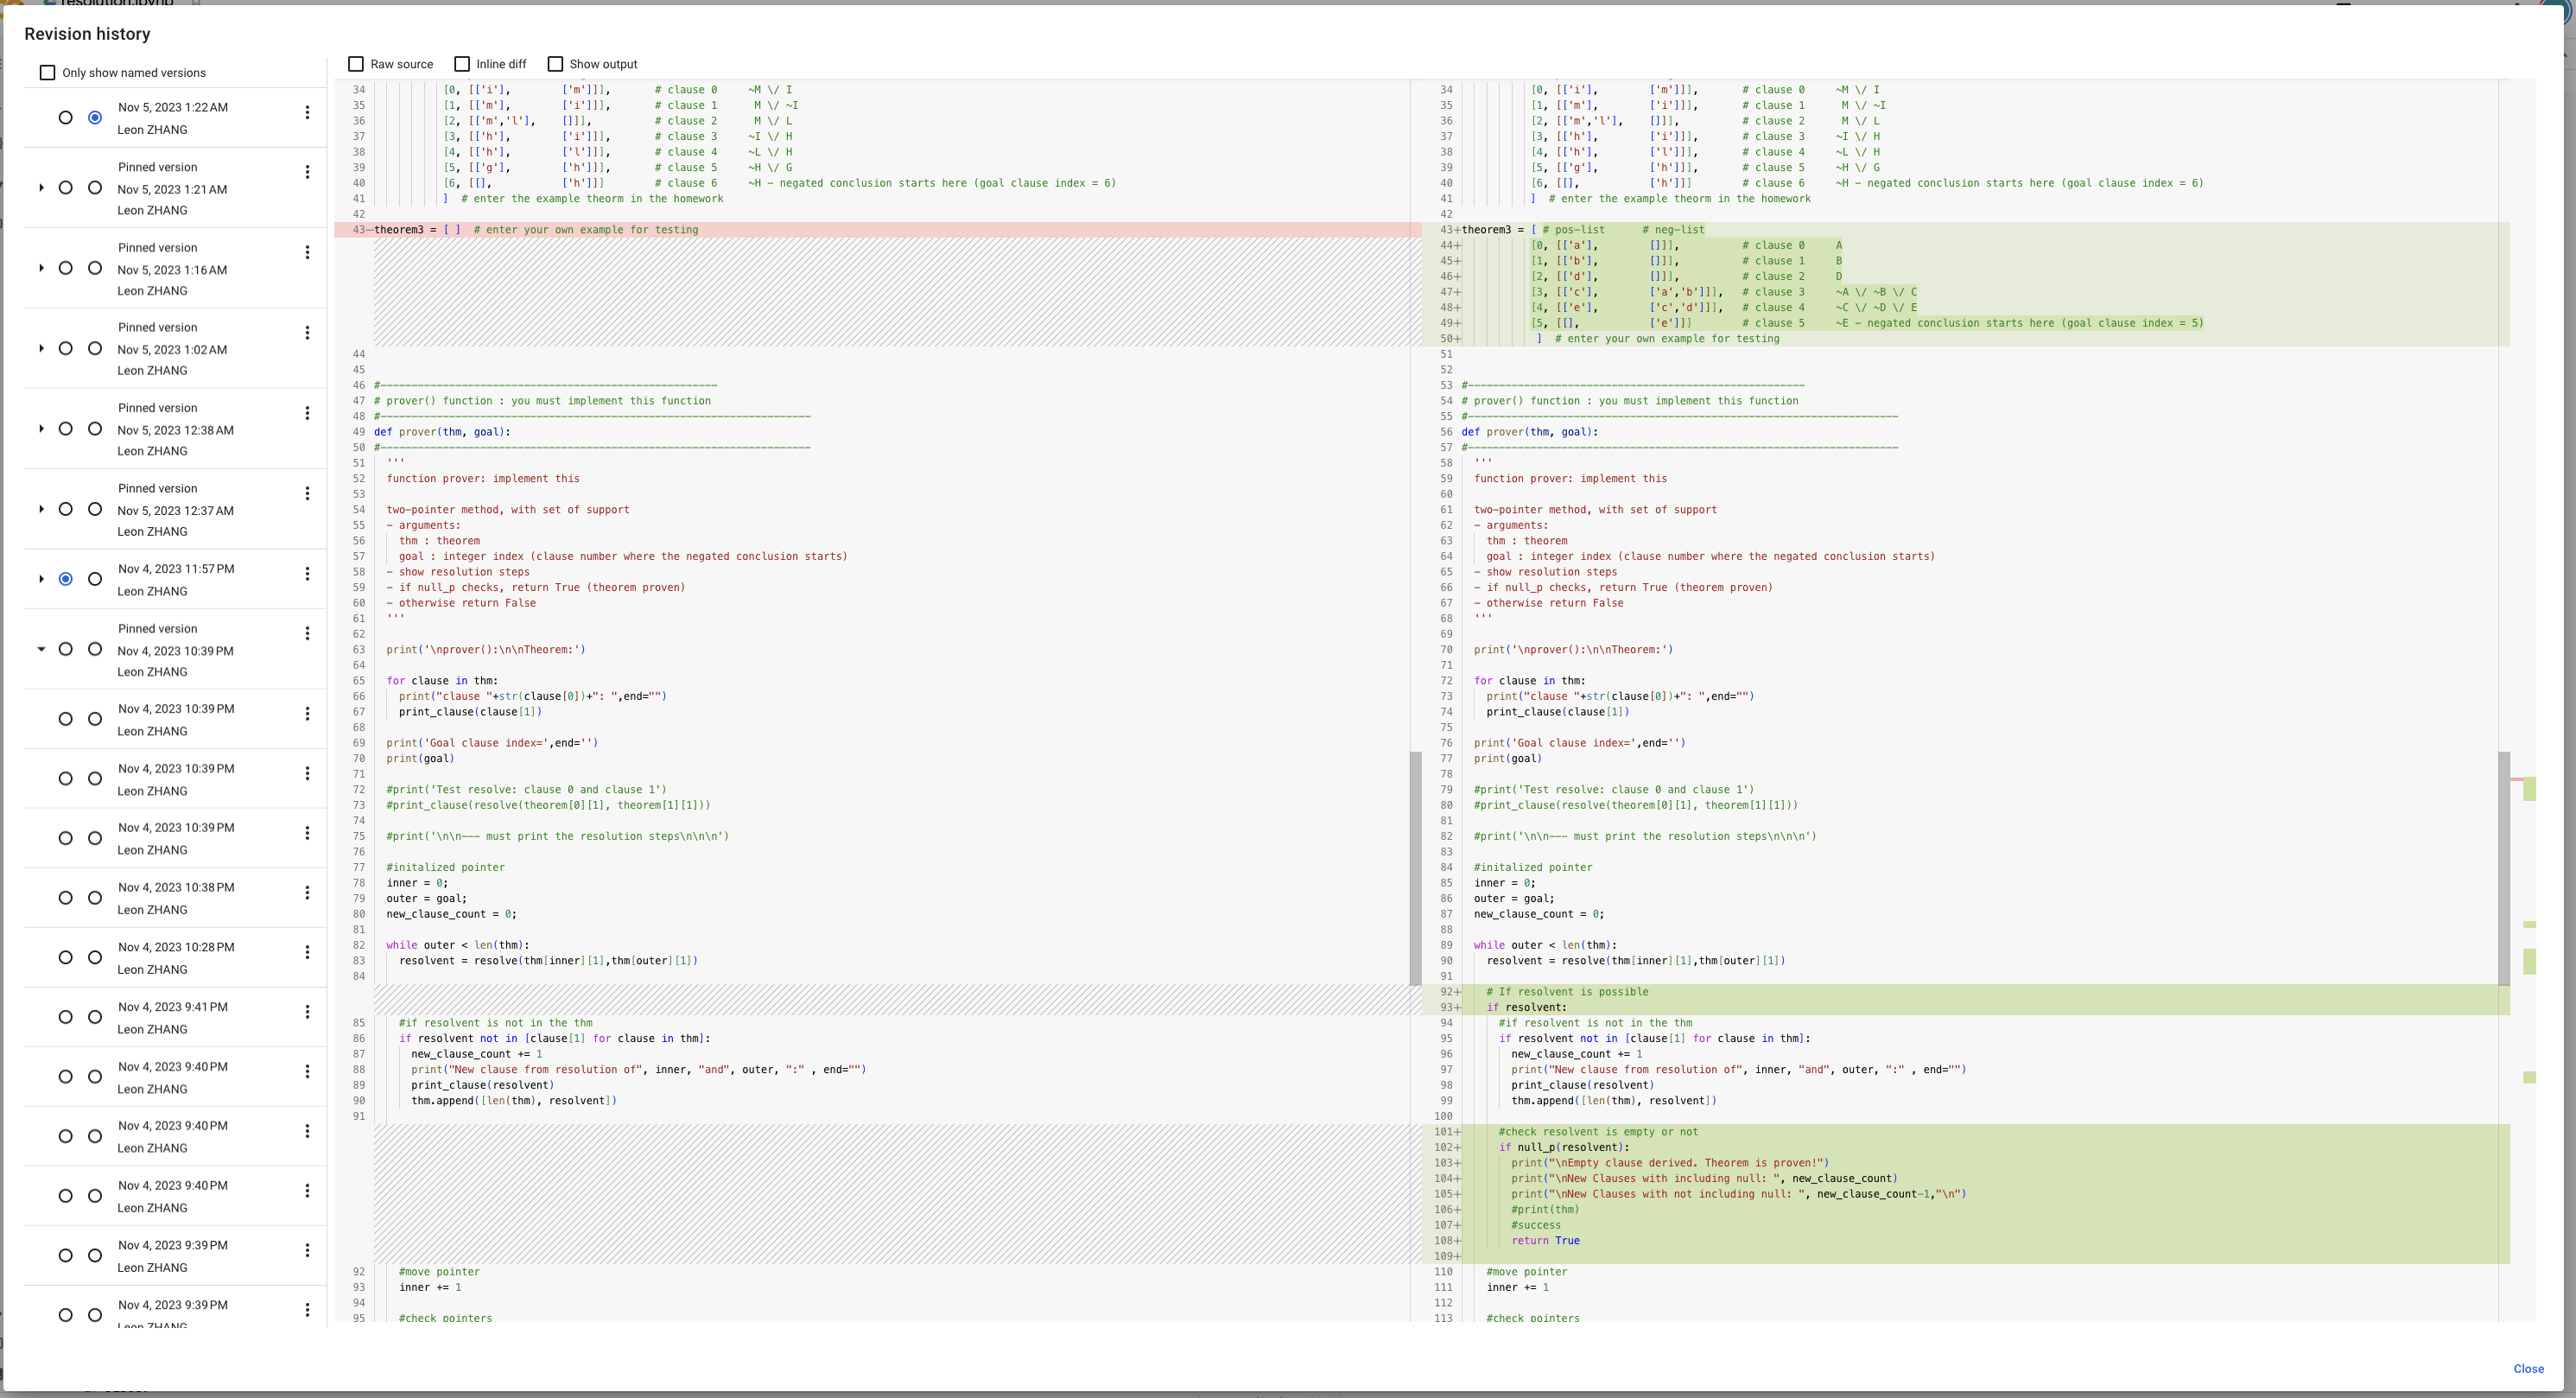 resolution.ipynb
Revision history
Only show named versions
Nov 5, 2023 1:22 AM
Leon ZHANG
Pinned version
Nov 5, 2023 1:21 AM
Leon ZHANG
Pinned version
Nov 5, 2023 1:16 AM
Leon ZHANG
Pinned version
Nov 5, 2023 1:02 AM
Leon ZHANG
Pinned version
Nov 5, 2023 12:38 AM
Leon ZHANG
Pinned version
Nov 5, 2023 12:37 AM
Leon ZHANG
Nov 4, 2023 11:57 PM
Leon ZHANG
Pinned version
Nov 4, 2023 10:39 PM
Leon ZHANG
Nov 4, 2023 10:39 PM
Leon ZHANG
Nov 4, 2023 10:39 PM
Leon ZHANG
Nov 4, 2023 10:39 PM
Leon ZHANG
Nov 4, 2023 10:38 PM
Leon ZHANG
Nov 4, 2023 10:28 PM
Leon ZHANG
Nov 4, 2023 9:41 PM
Leon ZHANG
Nov 4, 2023 9:40 PM
Leon ZHANG
Nov 4, 2023 9:40 PM
Leon ZHANG
Nov 4, 2023 9:40 PM
Leon ZHANG
Nov 4, 2023 9:39 PM
Leon ZHANG
Nov 4, 2023 9:39 PM
Leon ZHANG
Raw source Inline diff Show output
34 [0, [['i'], ['m']]], # clause 0 ~M \/ I
35 [1, [['m'], ['i']]], # clause 1 M \/ ~I
36 [2, [['m','l'], []]], # clause 2 M \/ L
37 [3, [['h'], ['i']]], # clause 3 ~I \/ H
38 [4, [['h'], ['l']]], # clause 4 ~L \/ H
39 [5, [['g'], ['h']]], # clause 5 ~H \/ G
40 [6, [[], ['h']]] # clause 6 ~H - negated conclusion starts here (goal clause index = 6)
41 ] # enter the example theorm in the homework
42
43-theorem3 = [ ] # enter your own example for testing
44
45
46 #------------------------------------------------------
47 # prover() function : you must implement this function
48 #---------------------------------------------------------------------
49 def prover(thm, goal):
50 #---------------------------------------------------------------------
51 '''
52 function prover: implement this
53
54 two-pointer method, with set of support
55 - arguments:
56 thm : theorem
57 goal : integer index (clause number where the negated conclusion starts)
58 - show resolution steps
59 - if null_p checks, return True (theorem proven)
60 - otherwise return False
61 '''
62
63 print('\nprover():\n\nTheorem:')
64
65 for clause in thm:
66 print("clause "+str(clause[0])+": ",end="")
67 print_clause(clause[1])
68
69 print('Goal clause index=',end='')
70 print(goal)
71
72 #print('Test resolve: clause 0 and clause 1')
73 #print_clause(resolve(theorem[0][1], theorem[1][1]))
74
75 #print('\n\n--- must print the resolution steps\n\n\n')
76
77 #initalized pointer
78 inner = 0;
79 outer = goal;
80 new_clause_count = 0;
81
82 while outer < len(thm):
83 resolvent = resolve(thm[inner][1],thm[outer][1])
84
85 #if resolvent is not in the thm
86 if resolvent not in [clause[1] for clause in thm]:
87 new_clause_count += 1
88 print("New clause from resolution of", inner, "and", outer, ":" , end="")
89 print_clause(resolvent)
90 thm.append([len(thm), resolvent])
91
92 #move pointer
93 inner += 1
94
95 #check pointers
34 [0, [['i'], ['m']]], # clause 0 ~M \/ I
35 [1, [['m'], ['i']]], # clause 1 M \/ ~I
36 [2, [['m','l'], []]], # clause 2 M \/ L
37 [3, [['h'], ['i']]], # clause 3 ~I \/ H
38 [4, [['h'], ['l']]], # clause 4 ~L \/ H
39 [5, [['g'], ['h']]], # clause 5 ~H \/ G
40 [6, [[], ['h']]] # clause 6 ~H - negated conclusion starts here (goal clause index = 6)
41 ] # enter the example theorm in the homework
42
43+theorem3 = [ # pos-list # neg-list
44+ [0, [['a'], []]], # clause 0 A
45+ [1, [['b'], []]], # clause 1 B
46+ [2, [['d'], []]], # clause 2 D
47+ [3, [['c'], ['a','b']]], # clause 3 ~A \/ ~B \/ C
48+ [4, [['e'], ['c','d']]], # clause 4 ~C \/ ~D \/ E
49+ [5, [[], ['e']]] # clause 5 ~E - negated conclusion starts here (goal clause index = 5)
50+ ] # enter your own example for testing
51
52
53 #------------------------------------------------------
54 # prover() function : you must implement this function
55 #---------------------------------------------------------------------
56 def prover(thm, goal):
57 #---------------------------------------------------------------------
58 '''
59 function prover: implement this
60
61 two-pointer method, with set of support
62 - arguments:
63 thm : theorem
64 goal : integer index (clause number where the negated conclusion starts)
65 - show resolution steps
66 - if null_p checks, return True (theorem proven)
67 - otherwise return False
68 '''
69
70 print('\nprover():\n\nTheorem:')
71
72 for clause in thm:
73 print("clause "+str(clause[0])+": ",end="")
74 print_clause(clause[1])
75
76 print('Goal clause index=',end='')
77 print(goal)
78
79 #print('Test resolve: clause 0 and clause 1')
80 #print_clause(resolve(theorem[0][1], theorem[1][1]))
81
82 #print('\n\n--- must print the resolution steps\n\n\n')
83
84 #initalized pointer
85 inner = 0;
86 outer = goal;
87 new_clause_count = 0;
88
89 while outer < len(thm):
90 resolvent = resolve(thm[inner][1],thm[outer][1])
91
92+ # If resolvent is possible
93+ if resolvent:
94 #if resolvent is not in the thm
95 if resolvent not in [clause[1] for clause in thm]:
96 new_clause_count += 1
97 print("New clause from resolution of", inner, "and", outer, ":" , end="")
98 print_clause(resolvent)
99 thm.append([len(thm), resolvent])
100
101+ #check resolvent is empty or not
102+ if null_p(resolvent):
103+ print("\nEmpty clause derived. Theorem is proven!")
104+ print("\nNew Clauses with including null: ", new_clause_count)
105+ print("\nNew Clauses with not including null: ", new_clause_count-1,"\n")
106+ #print(thm)
107+ #success
108+ return True
109+
110 #move pointer
111 inner += 1
112
113 #check pointers
Close